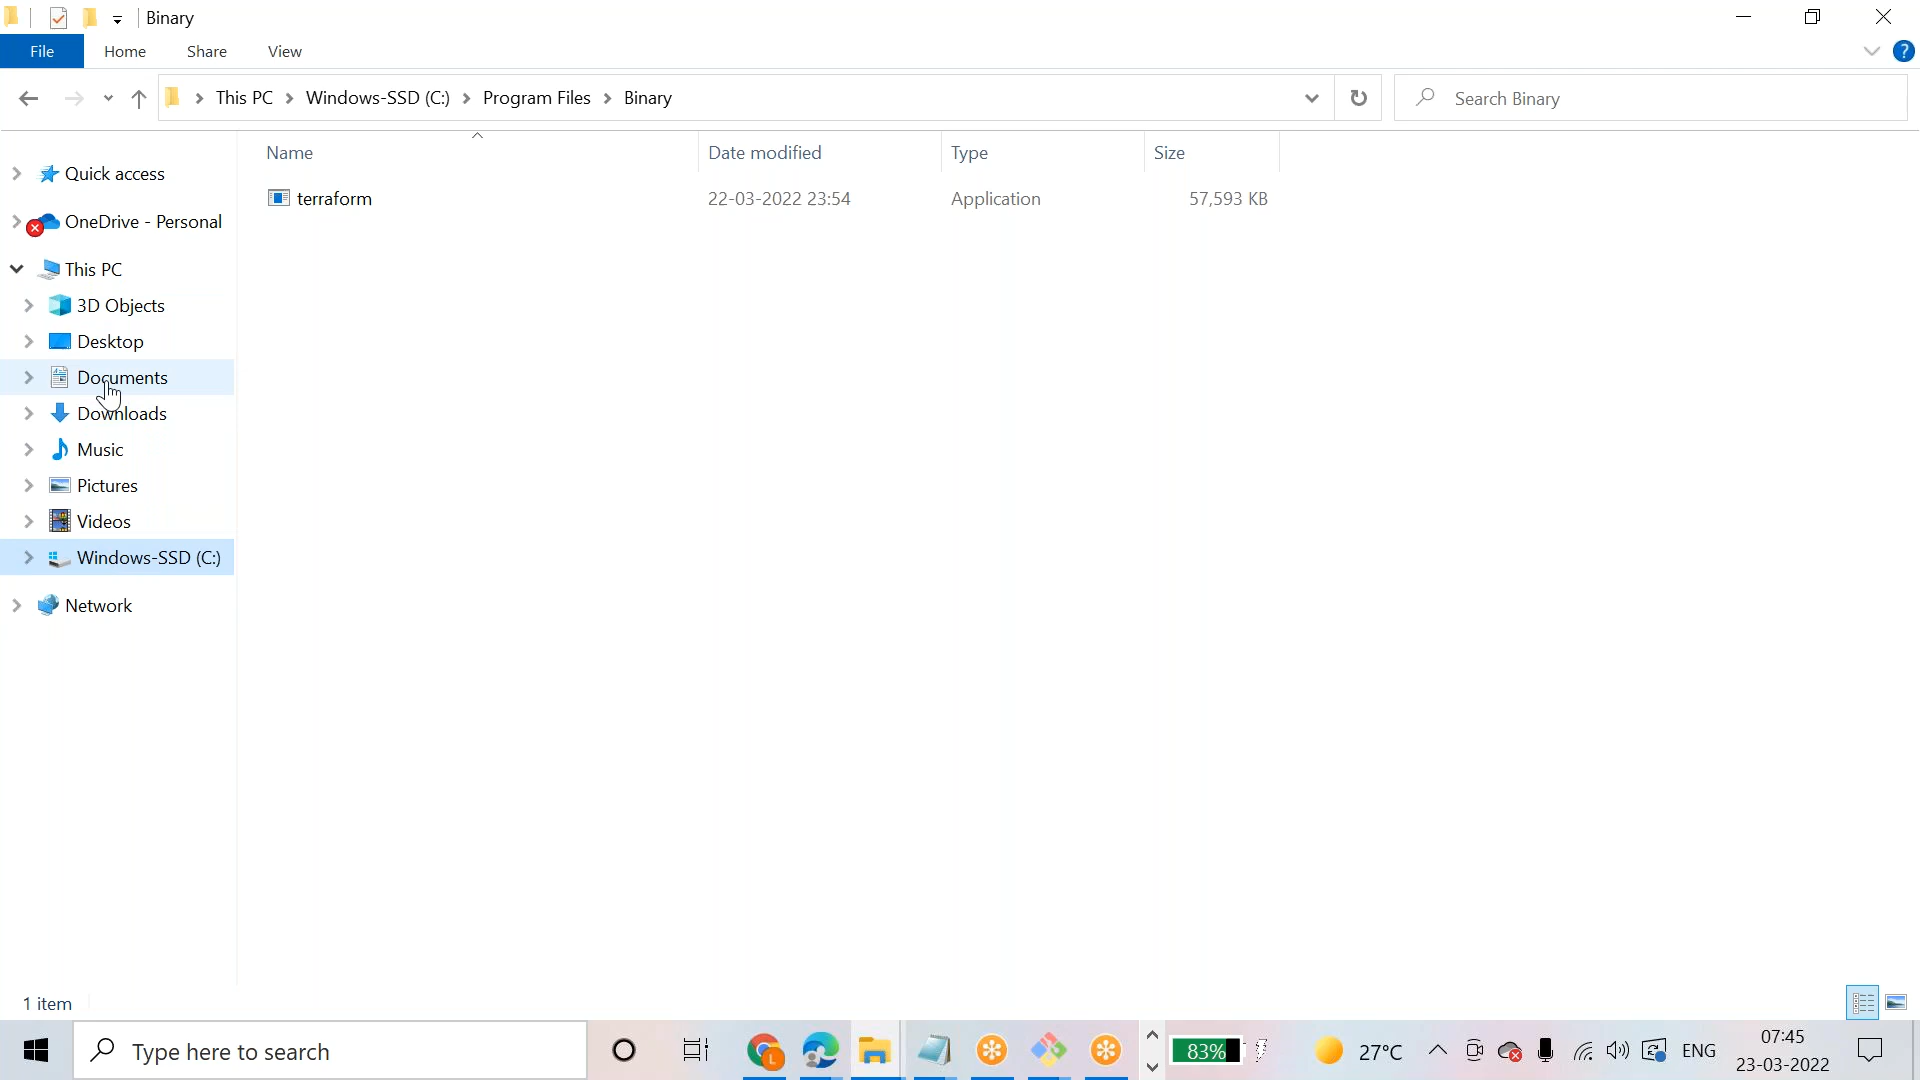 Binary
File Home Share View
This PC Windows-SSD (C:) Program Files Binary
Search Binary
Name Date modified Type Size
terraform 22-03-2022 23:54 Application 57,593 KB
Quick access
OneDrive - Personal
This PC
3D Objects
Desktop
Documents
Downloads
Music
Pictures
Videos
Windows-SSD (C:)
Network
1 item
Type here to search
L
83%
27°C
ENG
07:45
23-03-2022